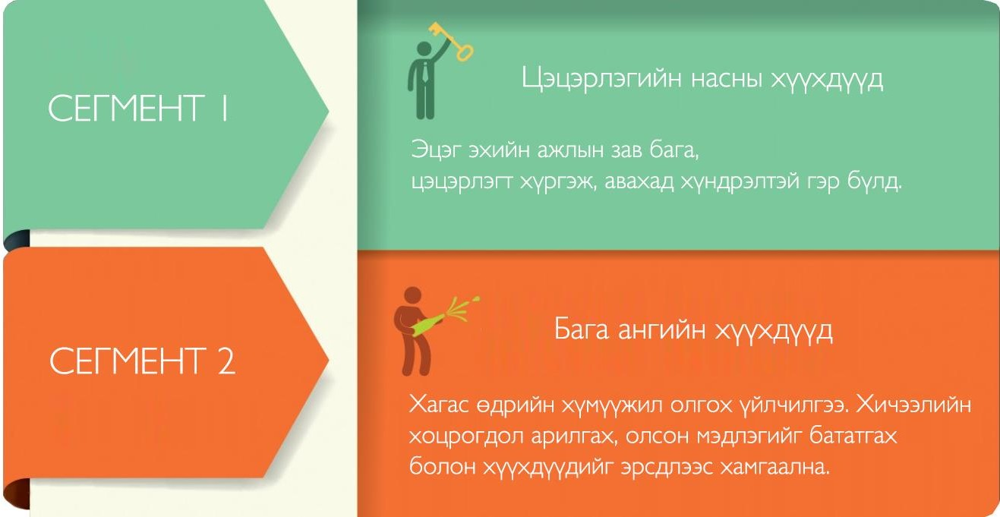 СЕГМЕНТ 1
Цэцэрлэгийн насны хүүхдүүд
Эцэг эхийн ажлын зав бага,
цэцэрлэгт хүргэж, авахад хүндрэлтэй гэр бүлд.
СЕГМЕНТ 2
Бага ангийн хүүхдүүд
Хагас өдрийн хүмүүжил олгох үйлчилгээ. Хичээлийн
хоцрогдол арилгах, олсон мэдлэгийг бататгах
болон хүүхдүүдийг эрсдлээс хамгаална.